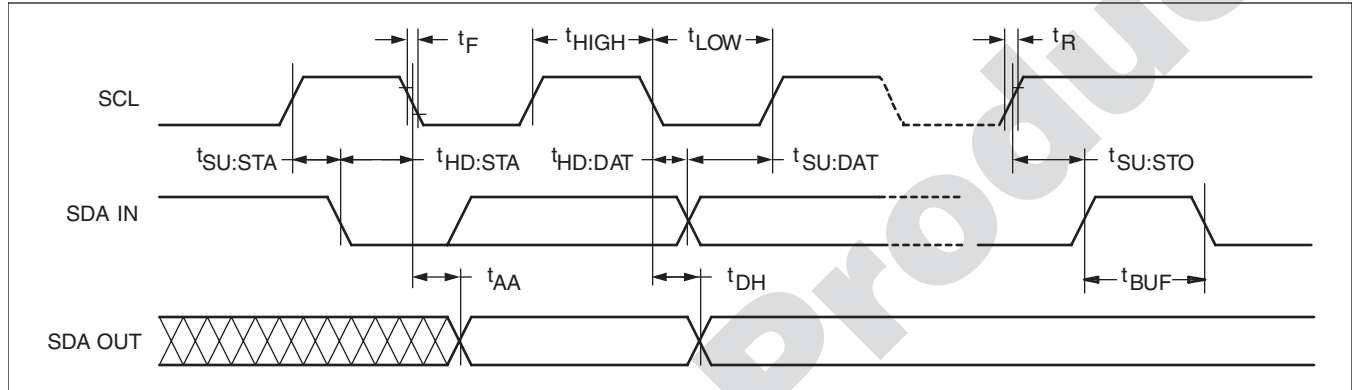 tF tHIGH tLOW tR
SCL
tSU:STA tHD:STA tHD:DAT tSU:DAT tSU:STO
SDA IN
tAA tDH tBUF
SDA OUT